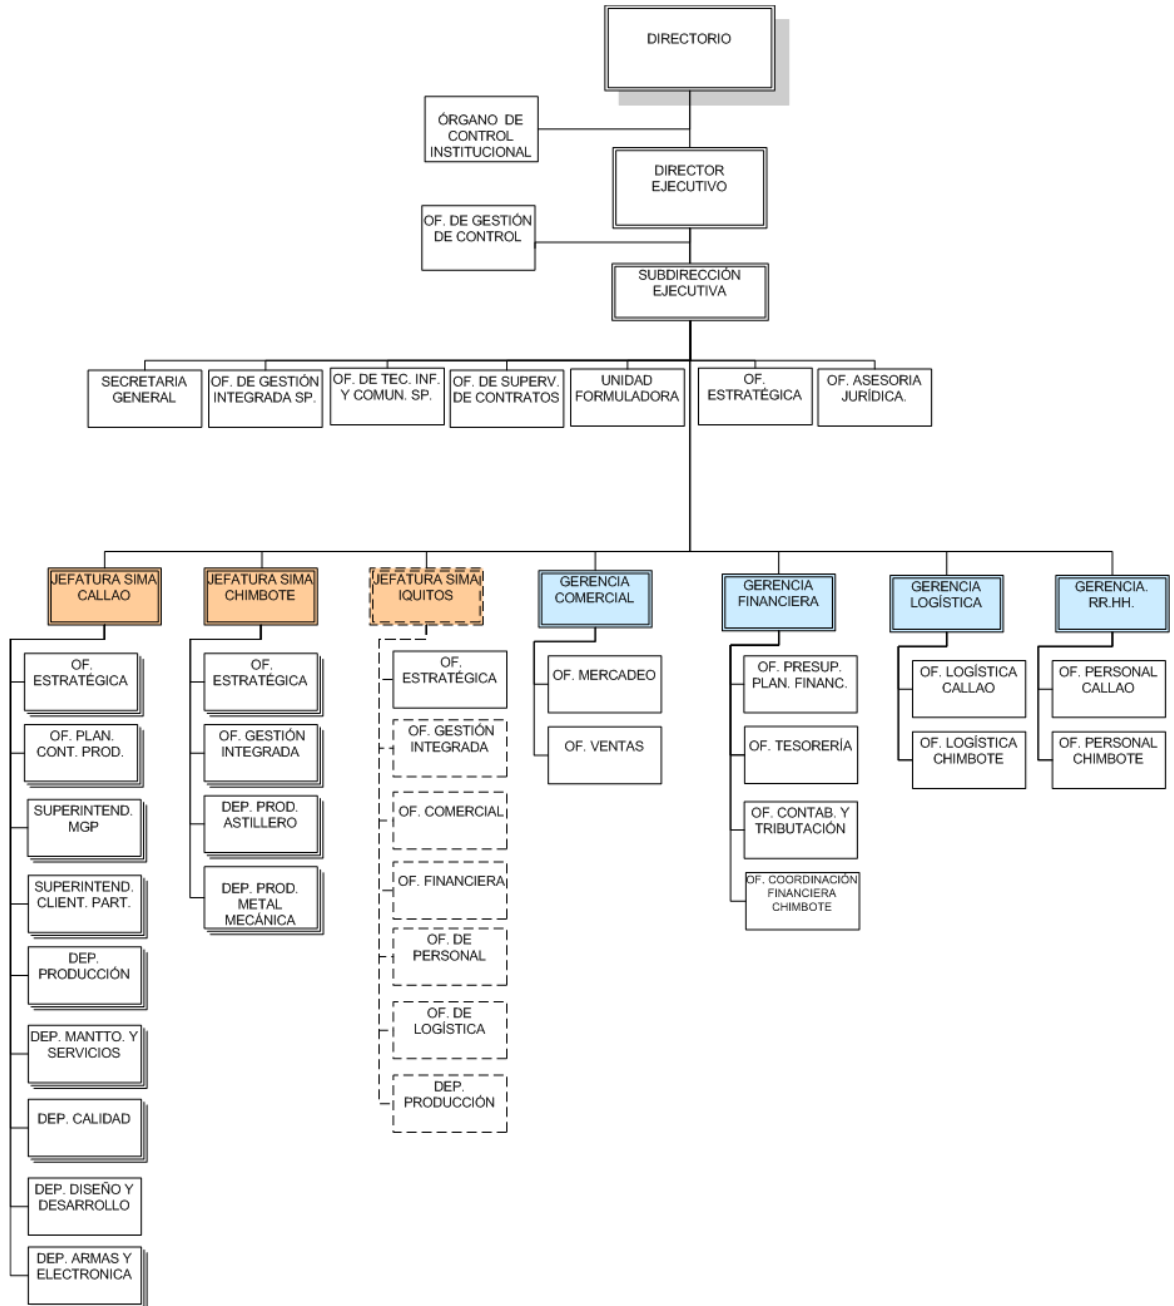 DIRECTORIO
ÓRGANO DE
CONTROL
INSTITUCIONAL
DIRECTOR
EJECUTIVO
OF. DE GESTIÓN
DE CONTROL
SUBDIRECCIÓN
EJECUTIVA
SECRETARIA
GENERAL
OF. DE GESTIÓN
INTEGRADA SP.
OF. DE TEC. INF.
Y COMUN. SP.
OF. DE SUPERV.
DE CONTRATOS
UNIDAD
FORMULADORA
OF.
ESTRATÉGICA
OF. ASESORIA
JURÍDICA.
JEFATURA SIMA
CALLAO
OF.
ESTRATÉGICA
OF. PLAN.
CONT. PROD.
SUPERINTEND.
MGP
SUPERINTEND.
CLIENT. PART.
DEP.
PRODUCCIÓN
DEP. MANTTO. Y
SERVICIOS
DEP. CALIDAD
DEP. DISEÑO Y
DESARROLLO
DEP. ARMAS Y
ELECTRONICA
JEFATURA SIMA
CHIMBOTE
OF.
ESTRATÉGICA
OF. GESTIÓN
INTEGRADA
DEP. PROD.
ASTILLERO
DEP. PROD.
METAL
MECÁNICA
JEFATURA SIMA
IQUITOS
OF.
ESTRATÉGICA
OF. GESTIÓN
INTEGRADA
OF. COMERCIAL
OF. FINANCIERA
OF. DE
PERSONAL
OF. DE
LOGÍSTICA
DEP.
PRODUCCIÓN
GERENCIA
COMERCIAL
OF. MERCADEO
OF. VENTAS
GERENCIA
FINANCIERA
OF. PRESUP.
PLAN. FINANC.
OF. TESORERÍA
OF. CONTAB. Y
TRIBUTACIÓN
OF. COORDINACIÓN
FINANCIERA
CHIMBOTE
GERENCIA
LOGÍSTICA
OF. LOGÍSTICA
CALLAO
OF. LOGÍSTICA
CHIMBOTE
GERENCIA.
RR.HH.
OF. PERSONAL
CALLAO
OF. PERSONAL
CHIMBOTE